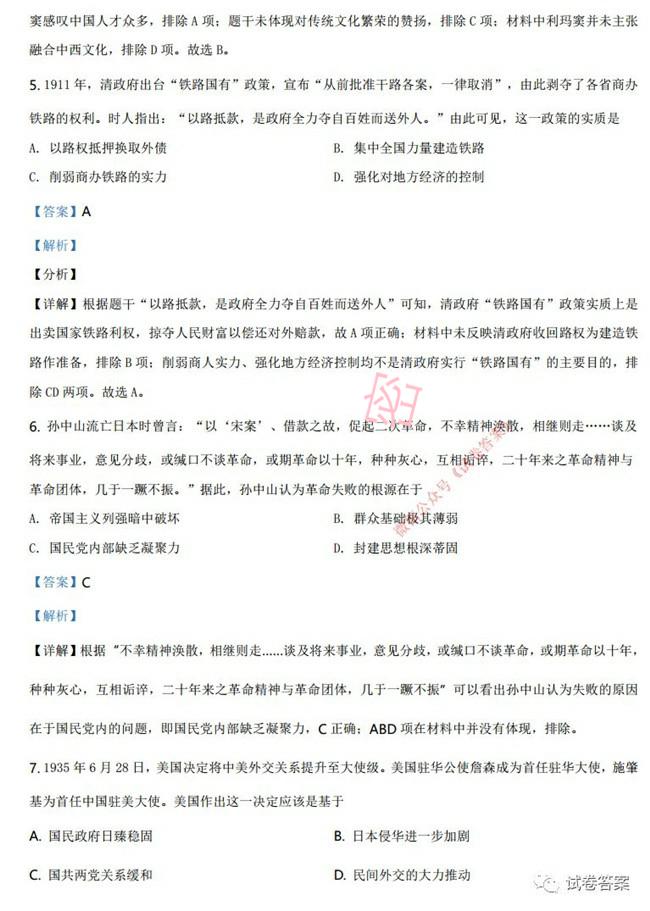 窦感叹中国人才众多，排除 A 项；题干未体现对传统文化繁荣的赞扬，排除 C 项；材料中利玛窦并未主张
融合中西文化，排除 D 项。故选 B。
5. 1911 年，清政府出台“铁路国有”政策，宣布“从前批准干路各案，一律取消”，由此剥夺了各省商办
铁路的权利。时人指出：“以路抵款，是政府全力夺自百姓而送外人。”由此可见，这一政策的实质是
A. 以路权抵押换取外债 B. 集中全国力量建造铁路
C. 削弱商办铁路的实力 D. 强化对地方经济的控制
【答案】A
【解析】
【分析】
【详解】根据题干“以路抵款，是政府全力夺自百姓而送外人”可知，清政府“铁路国有”政策实质上是
出卖国家铁路利权，掠夺人民财富以偿还对外赔款，故 A 项正确；材料中未反映清政府收回路权为建造铁
路作准备，排除 B 项；削弱商人实力、强化地方经济控制均不是清政府实行“铁路国有”的主要目的，排
除 CD 两项。故选 A。
6. 孙中山流亡日本时曾言：“以‘宋案’、借款之故，促起二次革命，不幸精神涣散，相继则走……谈及
将来事业，意见分歧，或缄口不谈革命，或期革命以十年，种种灰心，互相诟谇，二十年来之革命精神与
革命团体，几于一蹶不振。”据此，孙中山认为革命失败的根源在于
A. 帝国主义列强暗中破坏 B. 群众基础极其薄弱
C. 国民党内部缺乏凝聚力 D. 封建思想根深蒂固
【答案】C
【解析】
【详解】根据“不幸精神涣散，相继则走......谈及将来事业，意见分歧，或缄口不谈革命，或期革命以十年，
种种灰心，互相诟谇，二十年来之革命精神与革命团体，几于一蹶不振”可以看出孙中山认为失败的原因
在于国民党内的问题，即国民党内部缺乏凝聚力，C 正确；ABD 项在材料中并没有体现，排除。
7. 1935 年 6 月 28 日，美国决定将中美外交关系提升至大使级。美国驻华公使詹森成为首任驻华大使，施肇
基为首任中国驻美大使。美国作出这一决定应该是基于
A. 国民政府日臻稳固 B. 日本侵华进一步加剧
C. 国共两党关系缓和 D. 民间外交的大力推动
微信公众号《试卷答案》
试卷答案